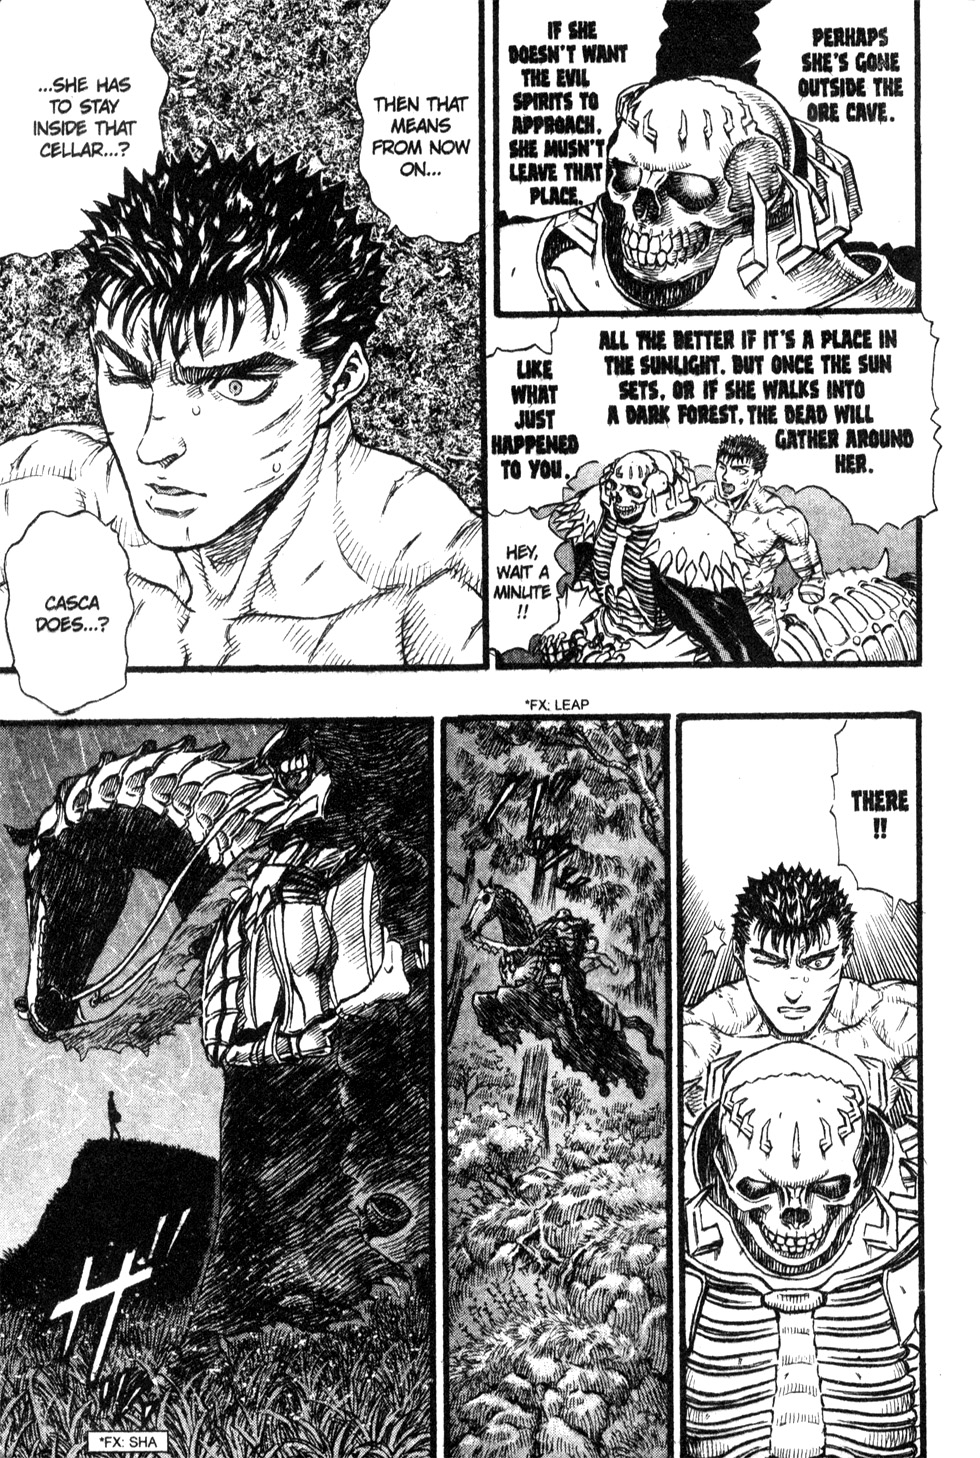 PERHAPS
SHE'S GONE
OUTSIDE THE
ORE CAVE.
IF SHE
DOESN'T WANT
THE EVIL
SPIRITS TO
APPROACH,
SHE MUSN'T
LEAVE THAT
PLACE.
ALL THE BETTER IF IT'S A PLACE IN
THE SUNLIGHT. BUT ONCE THE SUN
SETS, OR IF SHE WALKS INTO
A DARK FOREST, THE DEAD WILL
GATHER AROUND
HER.
LIKE
WHAT
JUST
HAPPENED
TO YOU.
HEY,
WAIT A
MINUTE
!!
THEN THAT
MEANS
FROM NOW
ON...
...SHE HAS
TO STAY
INSIDE THAT
CELLAR...?
CASCA
DOES...?
THERE
!!
*FX: LEAP
ザ!!
*FX: SHA